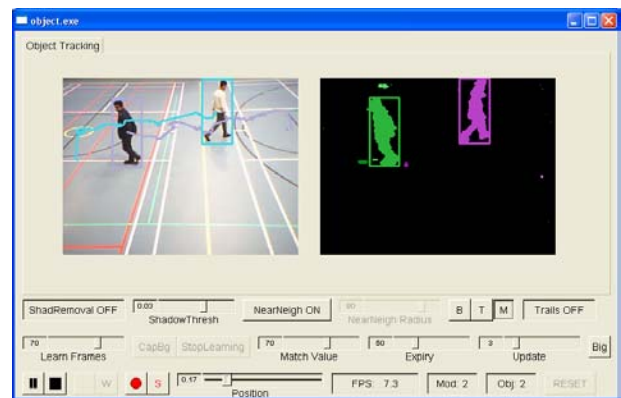 object.exe
Object Tracking
ShadRemoval OFF
0.03
ShadowThresh
NearNeigh ON
NearNeigh Radius
B T M
Trails OFF
70
Learn Frames
CapBg
StopLearning
70
Match Value
60
Expiry
3
Update
Big
W
S
0.17
Position
FPS: 7.3
Mod: 2
Obj: 2
RESET